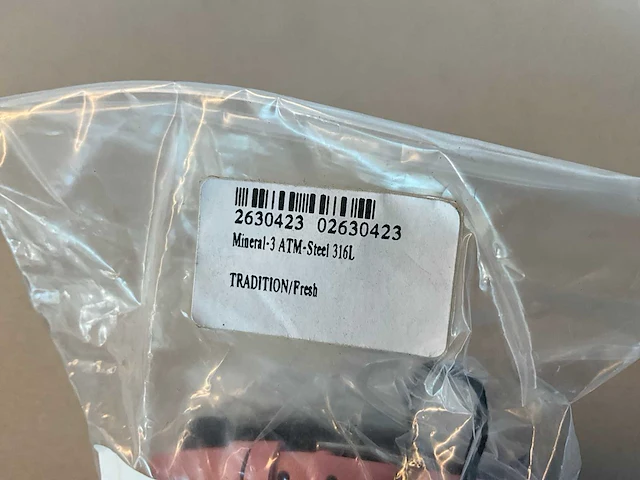 2630423 02630423
Mineral-3 ATM-Steel 316L
TRADITION/Fresh